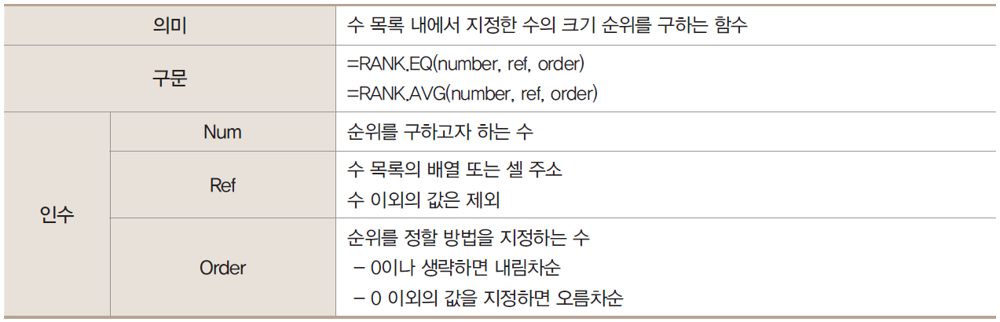 의미
수 목록 내에서 지정한 수의 크기 순위를 구하는 함수
구문
=RANK.EQ(number, ref, order)
=RANK.AVG(number, ref, order)
인수
Num
순위를 구하고자 하는 수
Ref
수 목록의 배열 또는 셀 주소
수 이외의 값은 제외
Order
순위를 정할 방법을 지정하는 수
– 0이나 생략하면 내림차순
– 0 이외의 값을 지정하면 오름차순